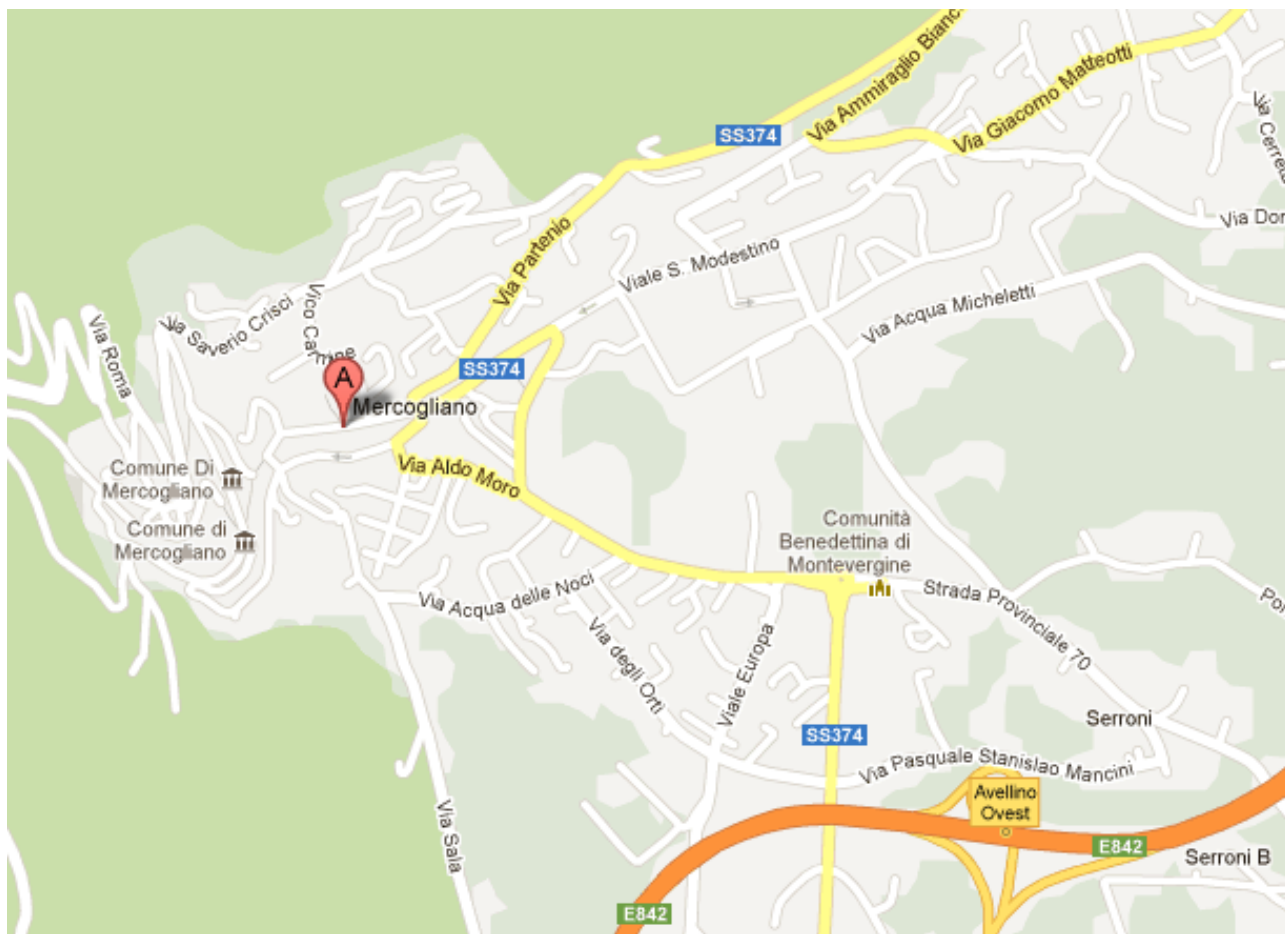 Via Ammiraglio Bianc
Via Giacomo Matteotti
SS374
Via Cerreta
Via Dor
Via Partenio
Viale S. Modestino
Via Acqua Micheletti
Via Saverio Crisci
Vico Carmine
Via Roma
SS374
A
Mercogliano
Via Aldo Moro
Comune Di
Mercogliano
Comune di
Mercogliano
Comunità
Benedettina di
Montevergine
Via Acqua delle Noci
Strada Provinciale 70
Via degli Orti
Viale Europa
SS374
Serroni
Via Pasquale Stanislao Mancini
Via Sala
Avellino
Ovest
E842
Serroni B
E842